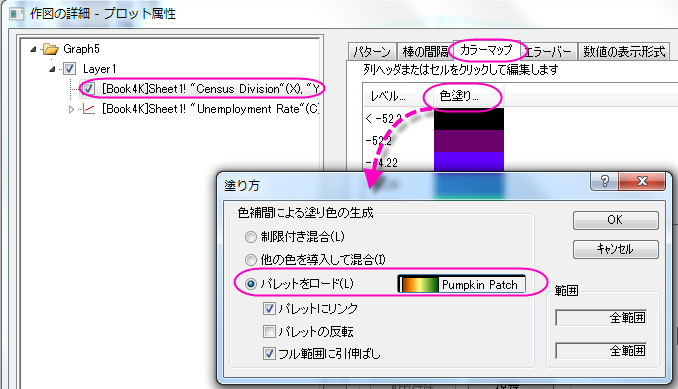 作図の詳細 - プロット属性
Graph5
Layer1
[Book4K]Sheet1! "Census Division"(X), "Y
[Book4K]Sheet1! "Unemployment Rate"(C
パターン 棒の間隔 カラーマップ エラーバー 数値の表示形式
列ヘッダまたはセルをクリックして編集します
レベル... 色塗り...
< -52.2
-52.2
塗り方
色補間による塗り色の生成
制限付き混合(L)
他の色を導入して混合(I)
パレットをロード(L) Pumpkin Patch
パレットにリンク
パレットの反転
フル範囲に引伸ばし
OK
キャンセル
範囲
全範囲
全範囲